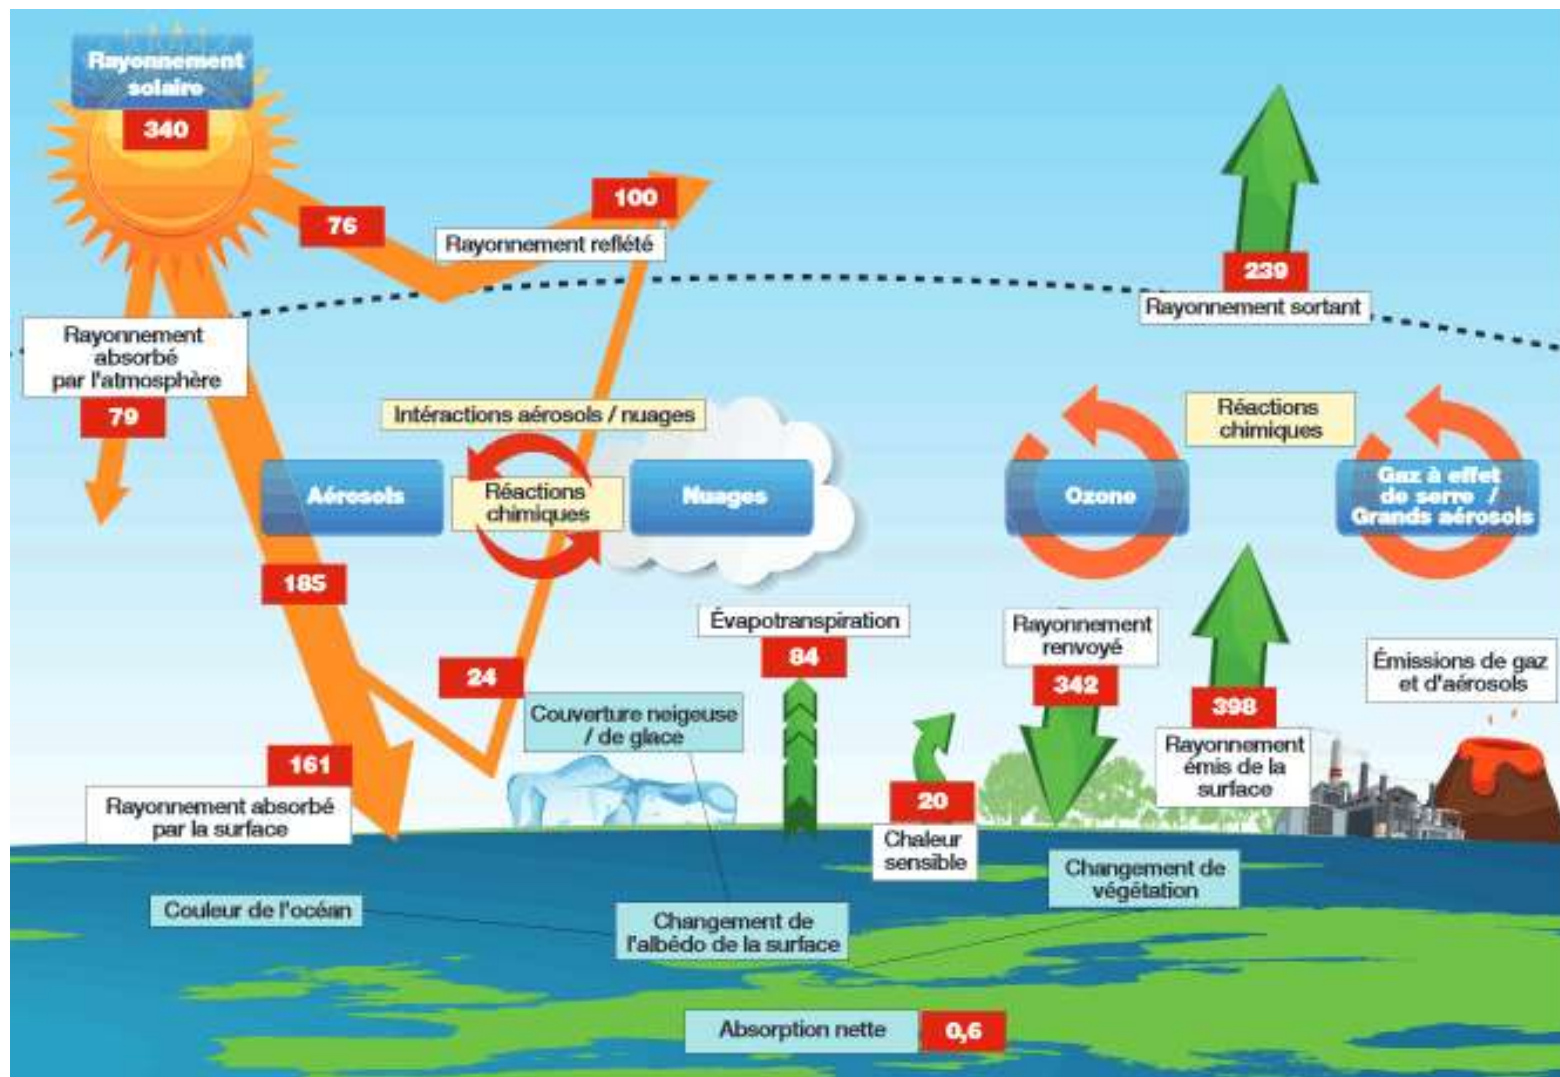 Rayonnement
solaire
340
76
100
Rayonnement reflété
239
Rayonnement sortant
Rayonnement
absorbé
par l'atmosphère
79
Intéractions aérosols / nuages
Aérosols
Réactions
chimiques
Nuages
Ozone
Réactions
chimiques
Gaz à effet
de serre /
Grands aérosols
185
24
Évapotranspiration
84
Rayonnement
renvoyé
342
398
Rayonnement
émis de la
surface
Émissions de gaz
et d'aérosols
Couverture neigeuse
/ de glace
161
Rayonnement absorbé
par la surface
20
Chaleur
sensible
Changement de
végétation
Couleur de l'océan
Changement de
l'albédo de la surface
Absorption nette
0,6